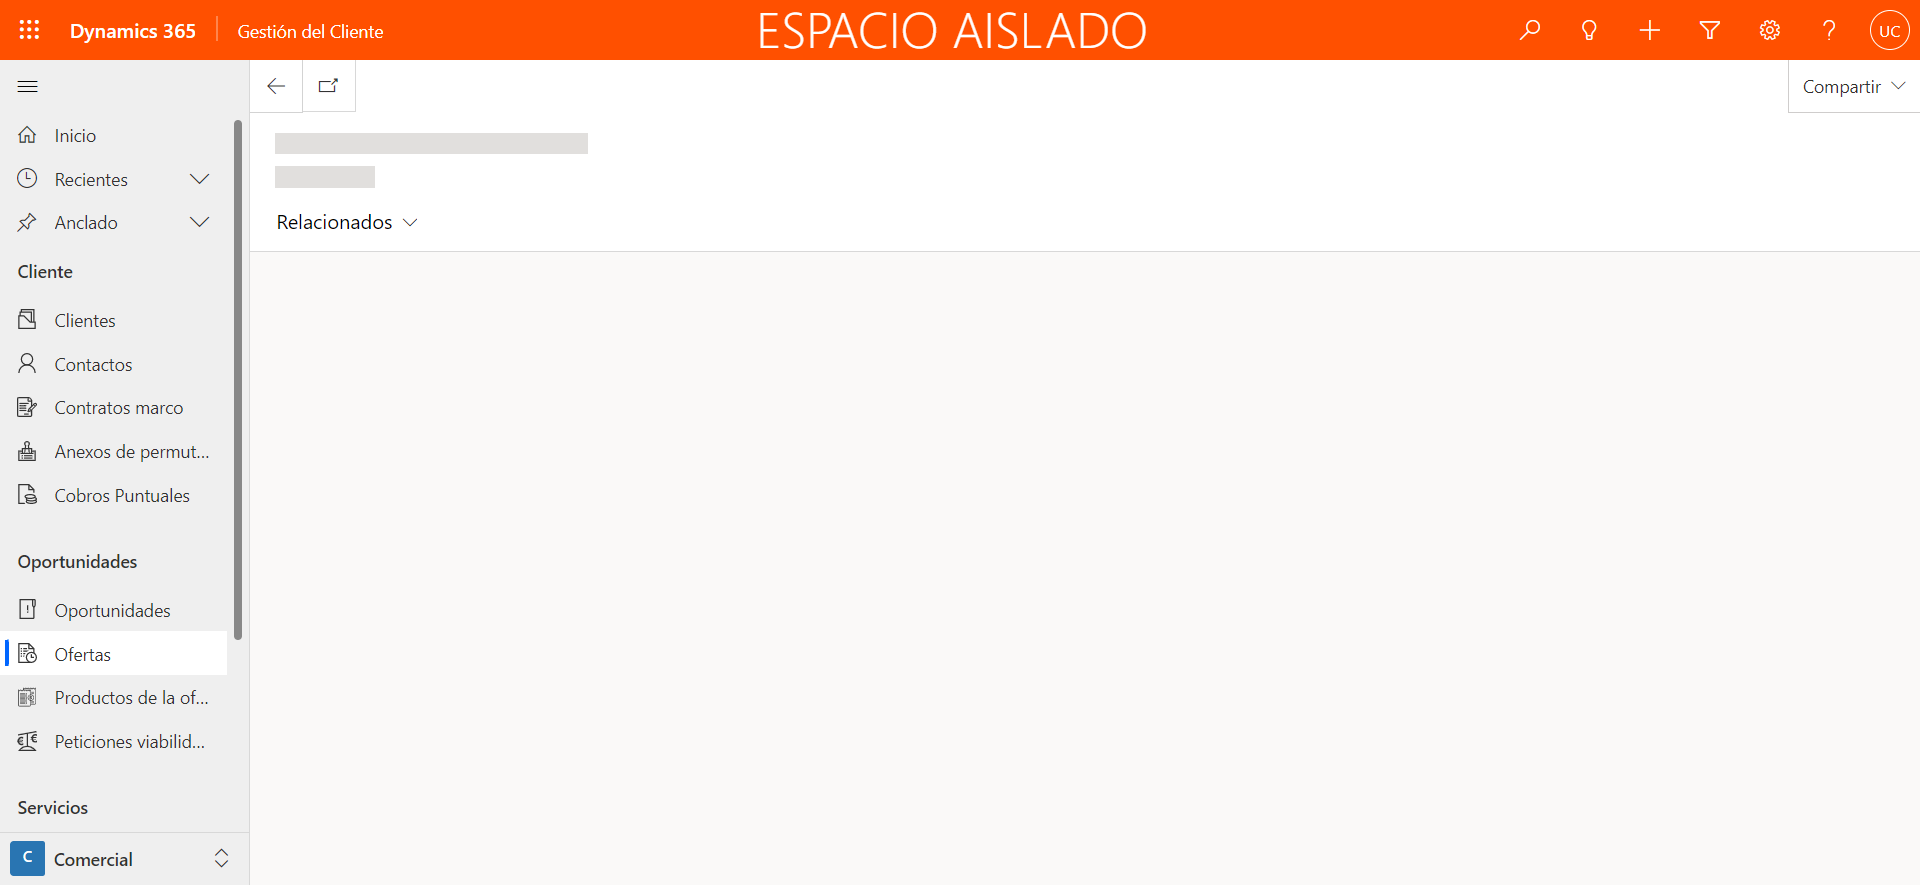 Dynamics 365
Gestión del Cliente
ESPACIO AISLADO
UC
Compartir
Inicio
Recientes
Anclado
Cliente
Clientes
Contactos
Contratos marco
Anexos de permut...
Cobros Puntuales
Oportunidades
Oportunidades
Ofertas
Productos de la of...
Peticiones viabilid...
Servicios
C
Comercial
Relacionados